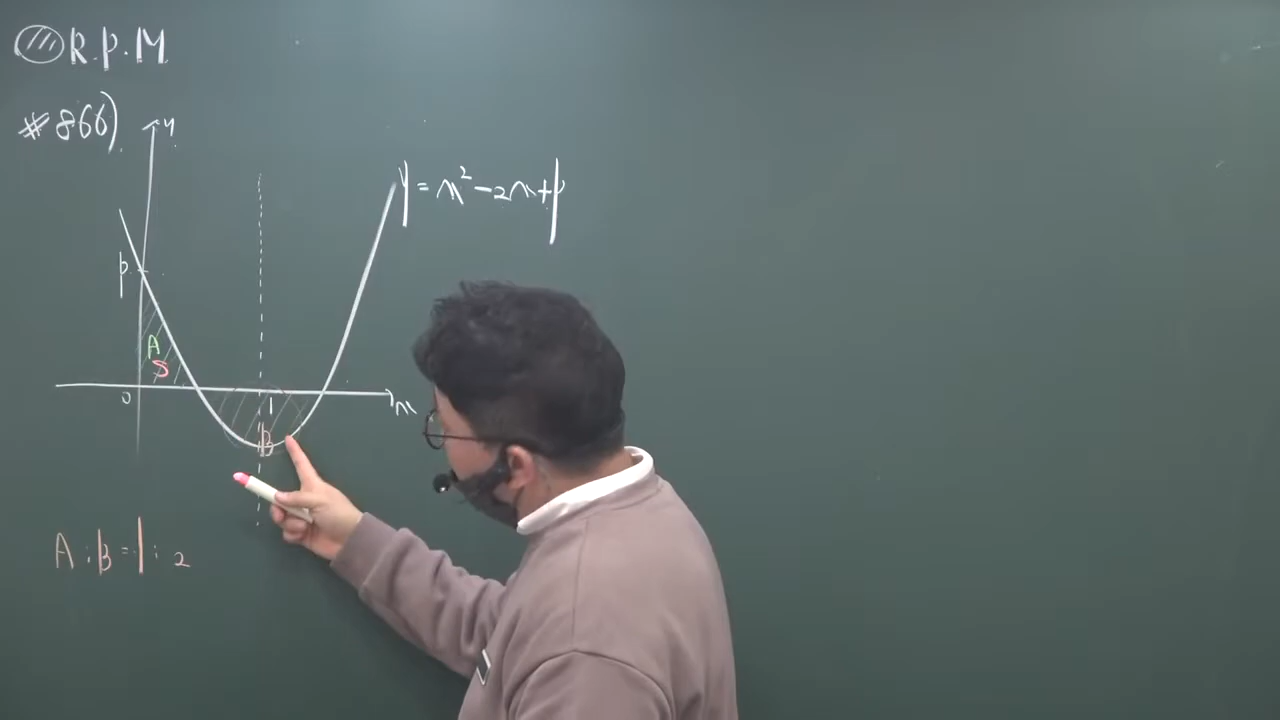 R.P.M
#866)
y
y = x² - 2x + p
p
A
S
0
1
x
B
A : B = 1 : 2